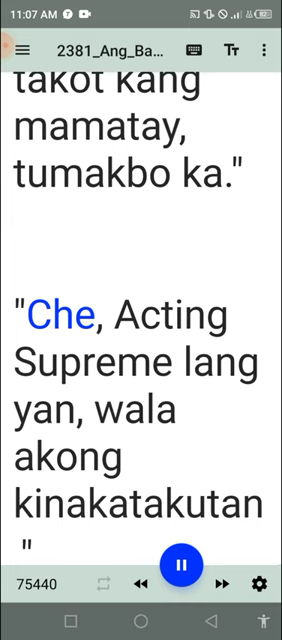 11:07 AM
2381_Ang_Ba...
takot kang
mamatay,
tumakbo ka."
"Che, Acting
Supreme lang
yan, wala
akong
kinakatakutan
"
75440